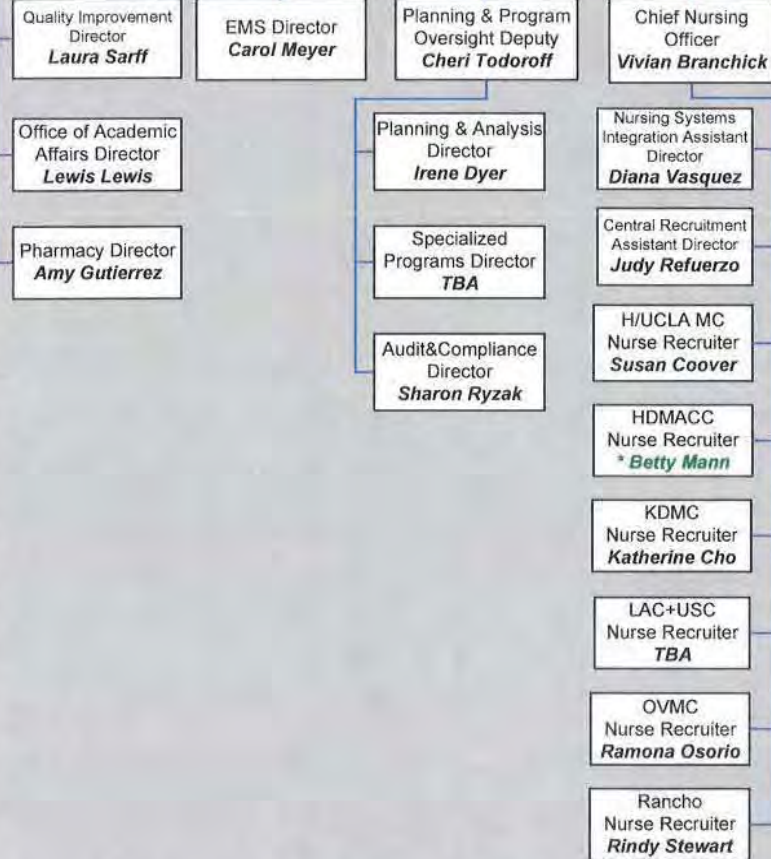 Quality Improvement
Director
Laura Sarff
Office of Academic
Affairs Director
Lewis Lewis
Pharmacy Director
Amy Gutierrez
EMS Director
Carol Meyer
Planning & Program
Oversight Deputy
Cheri Todoroff
Planning & Analysis
Director
Irene Dyer
Specialized
Programs Director
TBA
Audit&Compliance
Director
Sharon Ryzak
Chief Nursing
Officer
Vivian Branchick
Nursing Systems
Integration Assistant
Director
Diana Vasquez
Central Recruitment
Assistant Director
Judy Refuerzo
H/UCLA MC
Nurse Recruiter
Susan Coover
HDMACC
Nurse Recruiter
* Betty Mann
KDMC
Nurse Recruiter
Katherine Cho
LAC+USC
Nurse Recruiter
TBA
OVMC
Nurse Recruiter
Ramona Osorio
Rancho
Nurse Recruiter
Rindy Stewart